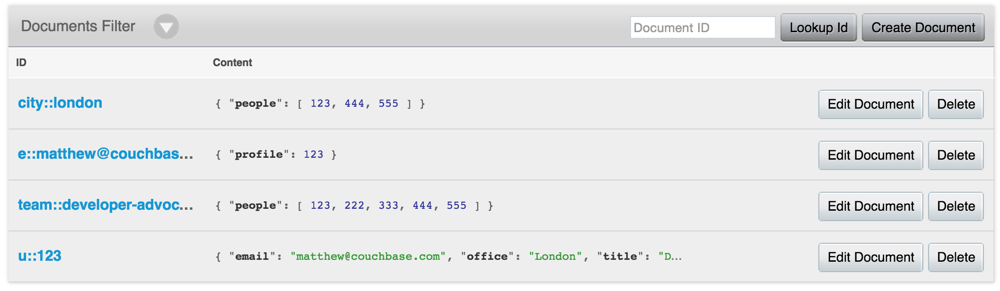 Documents Filter Document ID Lookup Id Create Document
ID Content
city::london { "people": [ 123, 444, 555 ] } Edit Document Delete
e::matthew@couchbas... { "profile": 123 } Edit Document Delete
team::developer-advoc... { "people": [ 123, 222, 333, 444, 555 ] } Edit Document Delete
u::123 { "email": "matthew@couchbase.com", "office": "London", "title": "D... Edit Document Delete